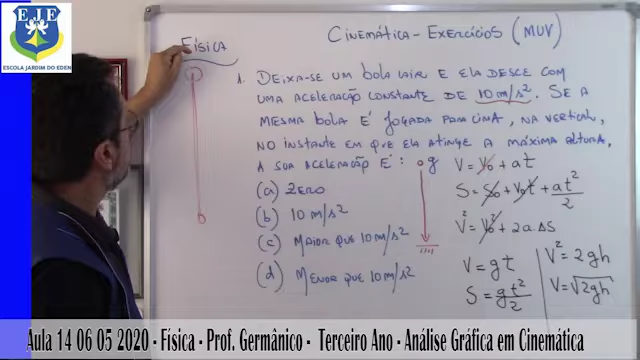 EJE
ESCOLA JARDIM DO EDEN
FÍSICA
CINEMÁTICA - EXERCÍCIOS (MUV)
1. DEIXA-SE UM BOLA CAIR E ELA DESCE COM
UMA ACELERAÇÃO CONSTANTE DE 10 m/s². SE A
MESMA BOLA É JOGADA PARA CIMA, NA VERTICAL,
NO INSTANTE EM QUE ELA ATINGE A MÁXIMA ALTURA,
A SUA ACELERAÇÃO É:
(a) ZERO
(b) 10 m/s²
(c) MAIOR QUE 10 m/s²
(d) MENOR QUE 10 m/s²
g
V = V₀ + at
S = S₀ + V₀t + at²/2
V² = V₀² + 2a ΔS
V = gt
S = gt²/2
V² = 2gh
V = √2gh
Aula 14 06 05 2020 - Física - Prof. Germânico - Terceiro Ano - Análise Gráfica em Cinemática